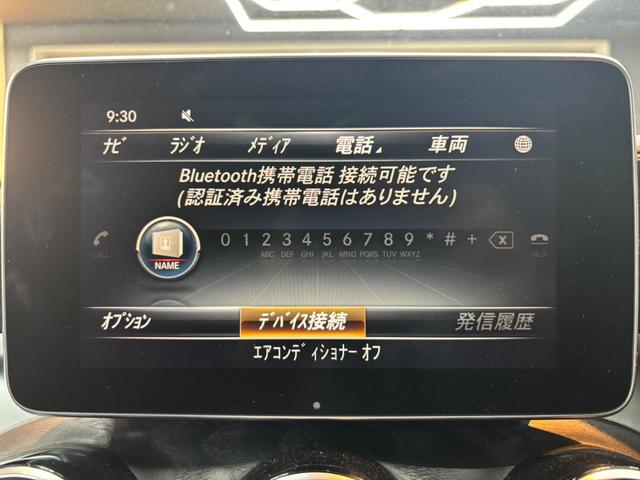 9:30
ナビ ラジオ メディア 電話 車両
Bluetooth携帯電話 接続可能です
(認証済み携帯電話はありません)
0 1 2 3 4 5 6 7 8 9 * # +
ABC DEF GHI JKL MNO PQRS TUV WXYZ
CALL NAME HLD
オプション デバイス接続 発信履歴
エアコンディショナー オフ